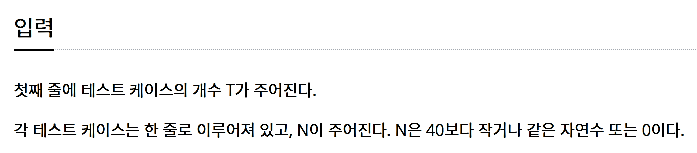 입력
첫째 줄에 테스트 케이스의 개수 T가 주어진다.
각 테스트 케이스는 한 줄로 이루어져 있고, N이 주어진다. N은 40보다 작거나 같은 자연수 또는 0이다.